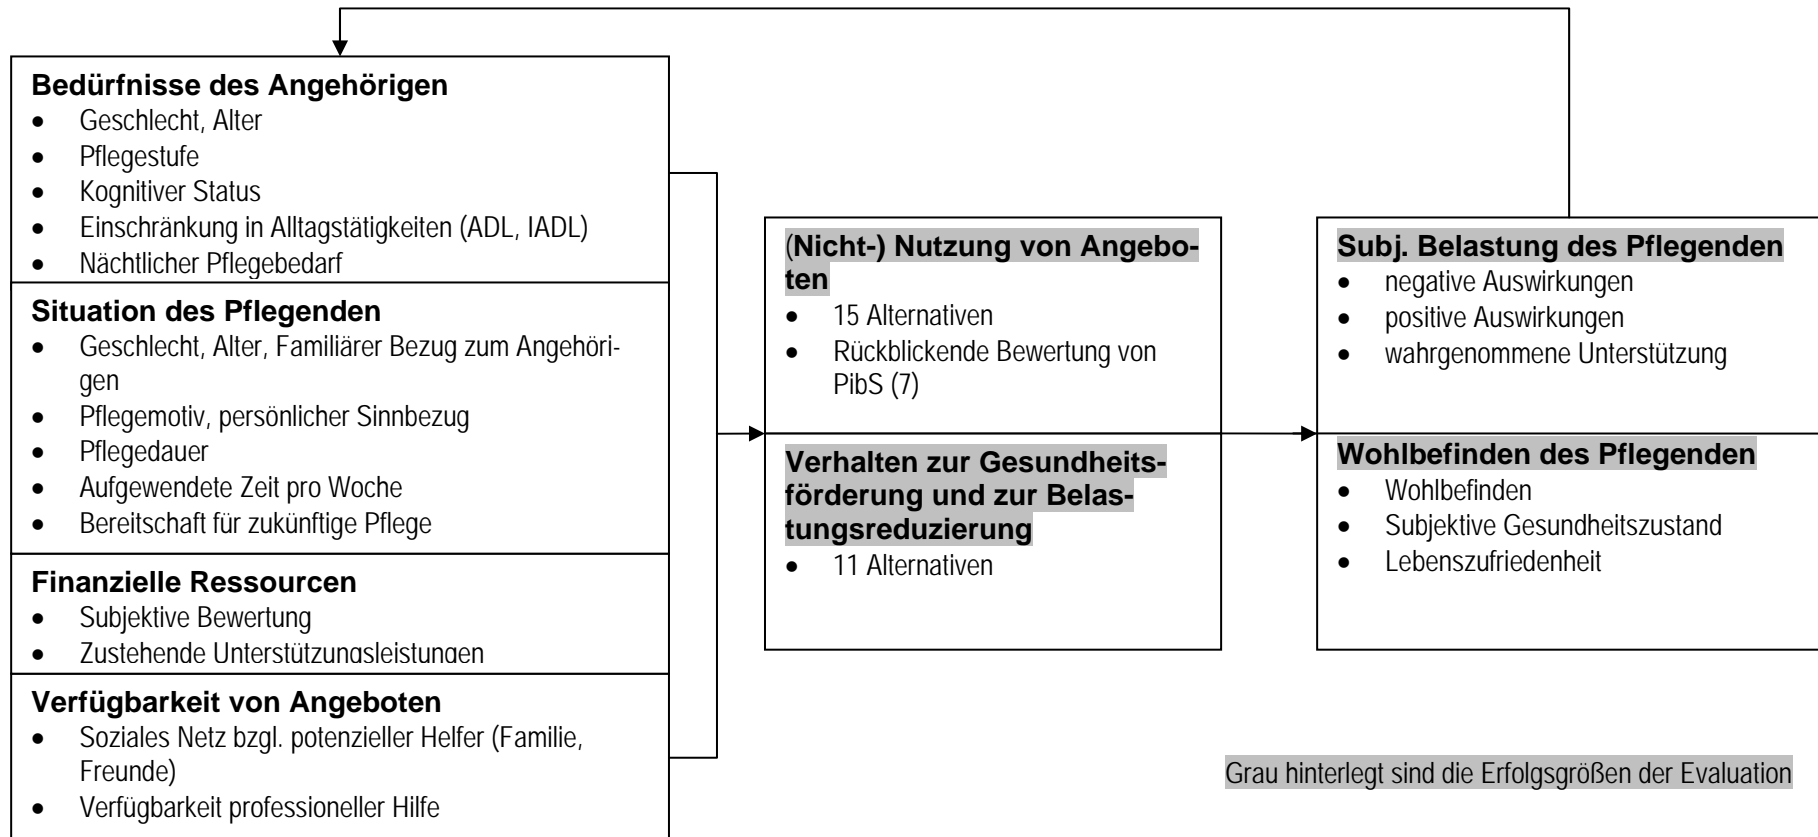 Bedürfnisse des Angehörigen
• Geschlecht, Alter
• Pflegestufe
• Kognitiver Status
• Einschränkung in Alltagstätigkeiten (ADL, IADL)
• Nächtlicher Pflegebedarf
Situation des Pflegenden
• Geschlecht, Alter, Familiärer Bezug zum Angehöri-
gen
• Pflegemotiv, persönlicher Sinnbezug
• Pflegedauer
• Aufgewendete Zeit pro Woche
• Bereitschaft für zukünftige Pflege
Finanzielle Ressourcen
• Subjektive Bewertung
• Zustehende Unterstützungsleistungen
Verfügbarkeit von Angeboten
• Soziales Netz bzgl. potenzieller Helfer (Familie,
Freunde)
• Verfügbarkeit professioneller Hilfe
(Nicht-) Nutzung von Angebo-
ten
• 15 Alternativen
• Rückblickende Bewertung von
PibS (7)
Verhalten zur Gesundheits-
förderung und zur Belas-
tungsreduzierung
• 11 Alternativen
Subj. Belastung des Pflegenden
• negative Auswirkungen
• positive Auswirkungen
• wahrgenommene Unterstützung
Wohlbefinden des Pflegenden
• Wohlbefinden
• Subjektive Gesundheitszustand
• Lebenszufriedenheit
Grau hinterlegt sind die Erfolgsgrößen der Evaluation